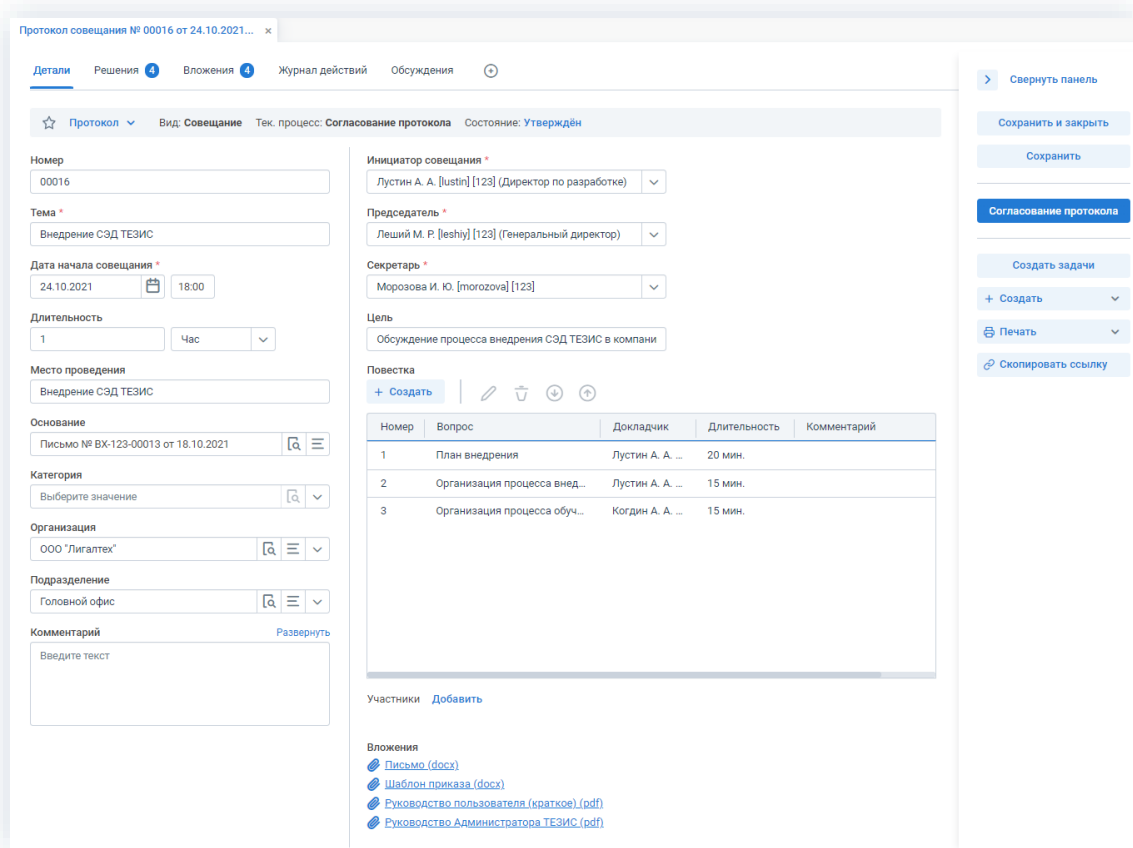 Протокол совещания № 00016 от 24.10.2021... ×
Детали Решения 4 Вложения 4 Журнал действий Обсуждения
Протокол Вид: Совещание Тек. процесс: Согласование протокола Состояние: Утверждён
Номер
00016
Тема *
Внедрение СЭД ТЕЗИС
Дата начала совещания *
24.10.2021 18:00
Длительность
1 Час
Место проведения
Внедрение СЭД ТЕЗИС
Основание
Письмо № ВХ-123-00013 от 18.10.2021
Категория
Выберите значение
Организация
ООО "Лигалтех"
Подразделение
Головной офис
Комментарий Развернуть
Введите текст
Инициатор совещания *
Лустин А. А. [lustin] [123] (Директор по разработке)
Председатель *
Леший М. Р. [leshiy] [123] (Генеральный директор)
Секретарь *
Морозова И. Ю. [morozova] [123]
Цель
Обсуждение процесса внедрения СЭД ТЕЗИС в компани
Повестка
+ Создать
Номер Вопрос Докладчик Длительность Комментарий
1 План внедрения Лустин А. А. ... 20 мин.
2 Организация процесса внед... Лустин А. А. ... 15 мин.
3 Организация процесса обуч... Когдин А. А. ... 15 мин.
Участники Добавить
Вложения
Письмо (docx)
Шаблон приказа (docx)
Руководство пользователя (краткое) (pdf)
Руководство Администратора ТЕЗИС (pdf)
Свернуть панель
Сохранить и закрыть
Сохранить
Согласование протокола
Создать задачи
+ Создать
Печать
Скопировать ссылку